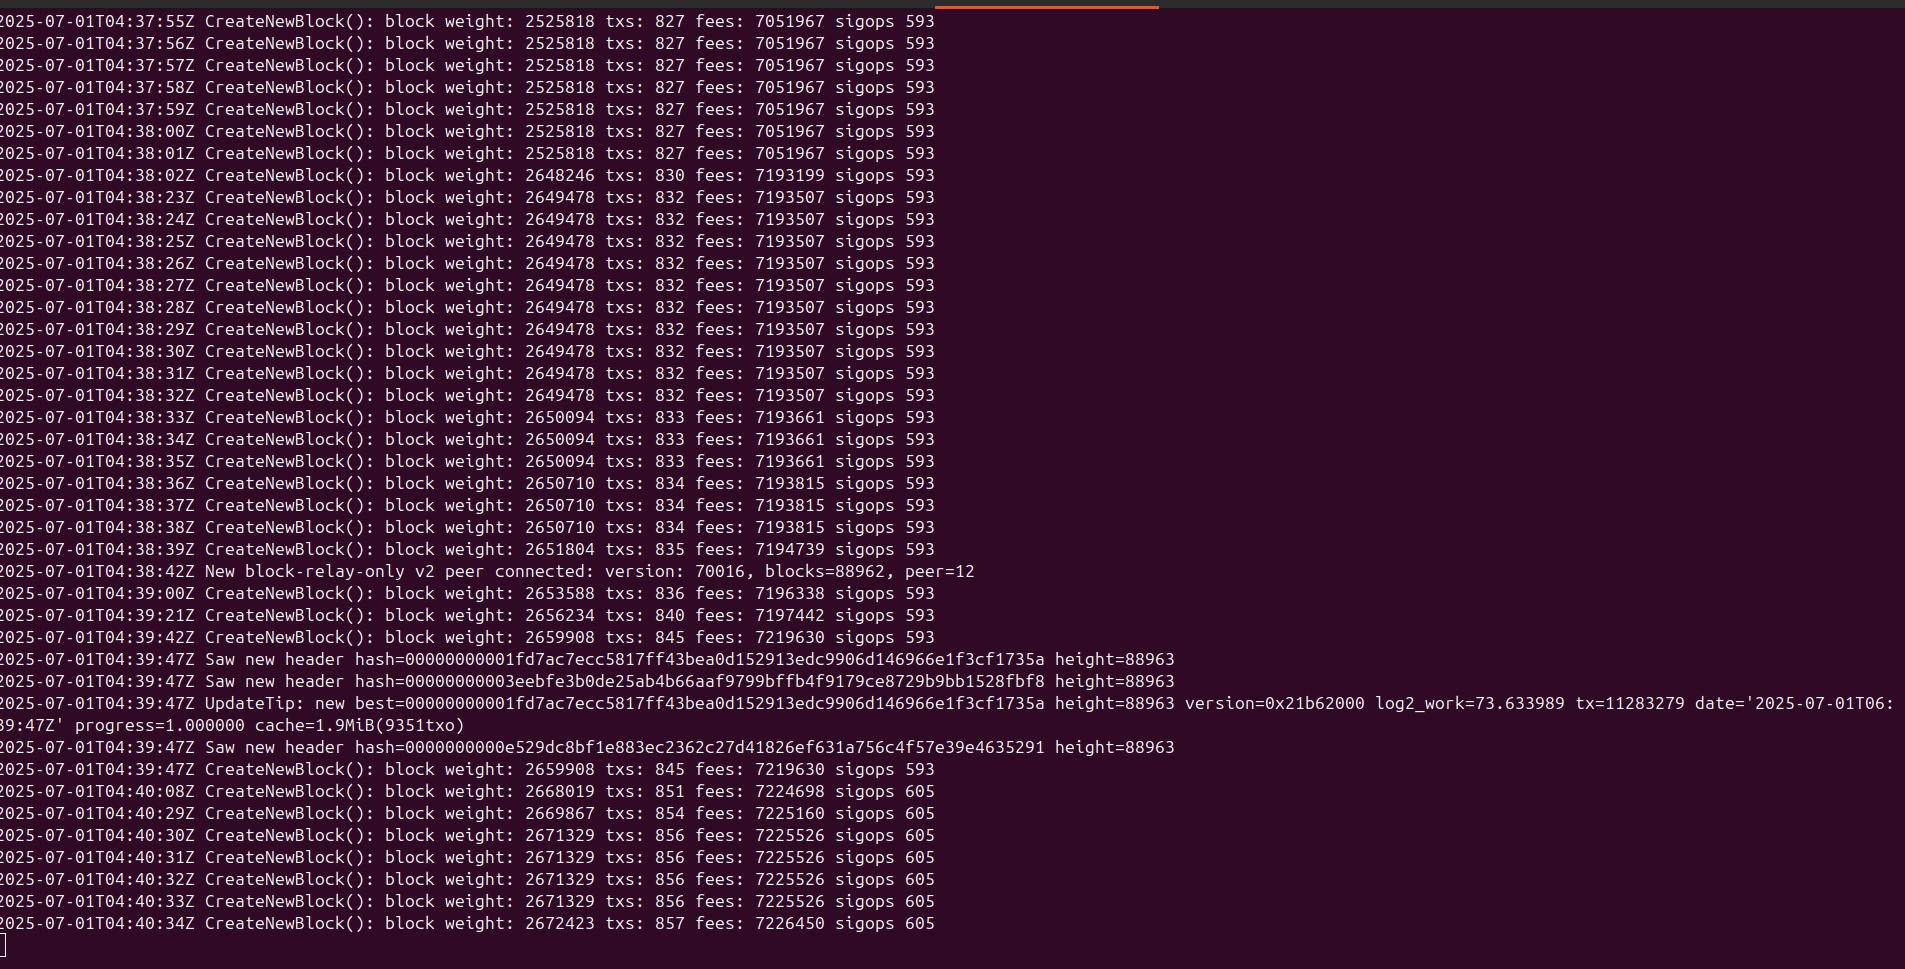 2025-07-01T04:37:55Z CreateNewBlock(): block weight: 2525818 txs: 827 fees: 7051967 sigops 593
2025-07-01T04:37:56Z CreateNewBlock(): block weight: 2525818 txs: 827 fees: 7051967 sigops 593
2025-07-01T04:37:57Z CreateNewBlock(): block weight: 2525818 txs: 827 fees: 7051967 sigops 593
2025-07-01T04:37:58Z CreateNewBlock(): block weight: 2525818 txs: 827 fees: 7051967 sigops 593
2025-07-01T04:37:59Z CreateNewBlock(): block weight: 2525818 txs: 827 fees: 7051967 sigops 593
2025-07-01T04:38:00Z CreateNewBlock(): block weight: 2525818 txs: 827 fees: 7051967 sigops 593
2025-07-01T04:38:01Z CreateNewBlock(): block weight: 2525818 txs: 827 fees: 7051967 sigops 593
2025-07-01T04:38:02Z CreateNewBlock(): block weight: 2648246 txs: 830 fees: 7193199 sigops 593
2025-07-01T04:38:23Z CreateNewBlock(): block weight: 2649478 txs: 832 fees: 7193507 sigops 593
2025-07-01T04:38:24Z CreateNewBlock(): block weight: 2649478 txs: 832 fees: 7193507 sigops 593
2025-07-01T04:38:25Z CreateNewBlock(): block weight: 2649478 txs: 832 fees: 7193507 sigops 593
2025-07-01T04:38:26Z CreateNewBlock(): block weight: 2649478 txs: 832 fees: 7193507 sigops 593
2025-07-01T04:38:27Z CreateNewBlock(): block weight: 2649478 txs: 832 fees: 7193507 sigops 593
2025-07-01T04:38:28Z CreateNewBlock(): block weight: 2649478 txs: 832 fees: 7193507 sigops 593
2025-07-01T04:38:29Z CreateNewBlock(): block weight: 2649478 txs: 832 fees: 7193507 sigops 593
2025-07-01T04:38:30Z CreateNewBlock(): block weight: 2649478 txs: 832 fees: 7193507 sigops 593
2025-07-01T04:38:31Z CreateNewBlock(): block weight: 2649478 txs: 832 fees: 7193507 sigops 593
2025-07-01T04:38:32Z CreateNewBlock(): block weight: 2649478 txs: 832 fees: 7193507 sigops 593
2025-07-01T04:38:33Z CreateNewBlock(): block weight: 2650094 txs: 833 fees: 7193661 sigops 593
2025-07-01T04:38:34Z CreateNewBlock(): block weight: 2650094 txs: 833 fees: 7193661 sigops 593
2025-07-01T04:38:35Z CreateNewBlock(): block weight: 2650094 txs: 833 fees: 7193661 sigops 593
2025-07-01T04:38:36Z CreateNewBlock(): block weight: 2650710 txs: 834 fees: 7193815 sigops 593
2025-07-01T04:38:37Z CreateNewBlock(): block weight: 2650710 txs: 834 fees: 7193815 sigops 593
2025-07-01T04:38:38Z CreateNewBlock(): block weight: 2650710 txs: 834 fees: 7193815 sigops 593
2025-07-01T04:38:39Z CreateNewBlock(): block weight: 2651804 txs: 835 fees: 7194739 sigops 593
2025-07-01T04:38:42Z New block-relay-only v2 peer connected: version: 70016, blocks=88962, peer=12
2025-07-01T04:39:00Z CreateNewBlock(): block weight: 2653588 txs: 836 fees: 7196338 sigops 593
2025-07-01T04:39:21Z CreateNewBlock(): block weight: 2656234 txs: 840 fees: 7197442 sigops 593
2025-07-01T04:39:42Z CreateNewBlock(): block weight: 2659908 txs: 845 fees: 7219630 sigops 593
2025-07-01T04:39:47Z Saw new header hash=00000000001fd7ac7ecc5817ff43bea0d152913edc9906d146966e1f3cf1735a height=88963
2025-07-01T04:39:47Z Saw new header hash=00000000003eebfe3b0de25ab4b66aaf9799bffb4f9179ce8729b9bb1528fbf8 height=88963
2025-07-01T04:39:47Z UpdateTip: new best=00000000001fd7ac7ecc5817ff43bea0d152913edc9906d146966e1f3cf1735a height=88963 version=0x21b62000 log2_work=73.633989 tx=11283279 date='2025-07-01T06:
39:47Z' progress=1.000000 cache=1.9MiB(9351txo)
2025-07-01T04:39:47Z Saw new header hash=0000000000e529dc8bf1e883ec2362c27d41826ef631a756c4f57e39e4635291 height=88963
2025-07-01T04:39:47Z CreateNewBlock(): block weight: 2659908 txs: 845 fees: 7219630 sigops 593
2025-07-01T04:40:08Z CreateNewBlock(): block weight: 2668019 txs: 851 fees: 7224698 sigops 605
2025-07-01T04:40:29Z CreateNewBlock(): block weight: 2669867 txs: 854 fees: 7225160 sigops 605
2025-07-01T04:40:30Z CreateNewBlock(): block weight: 2671329 txs: 856 fees: 7225526 sigops 605
2025-07-01T04:40:31Z CreateNewBlock(): block weight: 2671329 txs: 856 fees: 7225526 sigops 605
2025-07-01T04:40:32Z CreateNewBlock(): block weight: 2671329 txs: 856 fees: 7225526 sigops 605
2025-07-01T04:40:33Z CreateNewBlock(): block weight: 2671329 txs: 856 fees: 7225526 sigops 605
2025-07-01T04:40:34Z CreateNewBlock(): block weight: 2672423 txs: 857 fees: 7226450 sigops 605